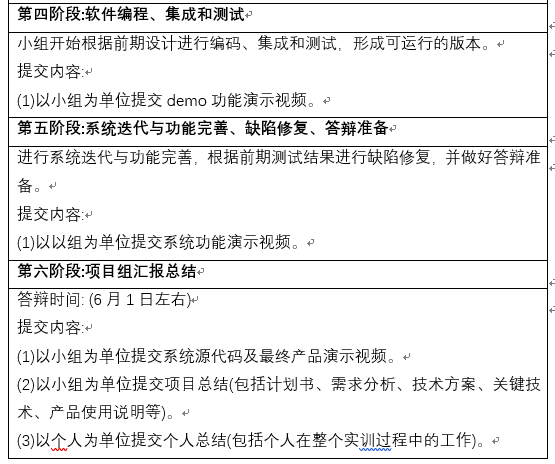 第四阶段:软件编程、集成和测试
小组开始根据前期设计进行编码、集成和测试，形成可运行的版本。
提交内容:
(1)以小组为单位提交 demo 功能演示视频。
第五阶段:系统迭代与功能完善、缺陷修复、答辩准备
进行系统迭代与功能完善，根据前期测试结果进行缺陷修复，并做好答辩准
备。
提交内容:
(1)以以组为单位提交系统功能演示视频。
第六阶段:项目组汇报总结
答辩时间: (6 月 1 日左右)
提交内容:
(1)以小组为单位提交系统源代码及最终产品演示视频。
(2)以小组为单位提交项目总结(包括计划书、需求分析、技术方案、关键技
术、产品使用说明等)。
(3)以个人为单位提交个人总结(包括个人在整个实训过程中的工作)。